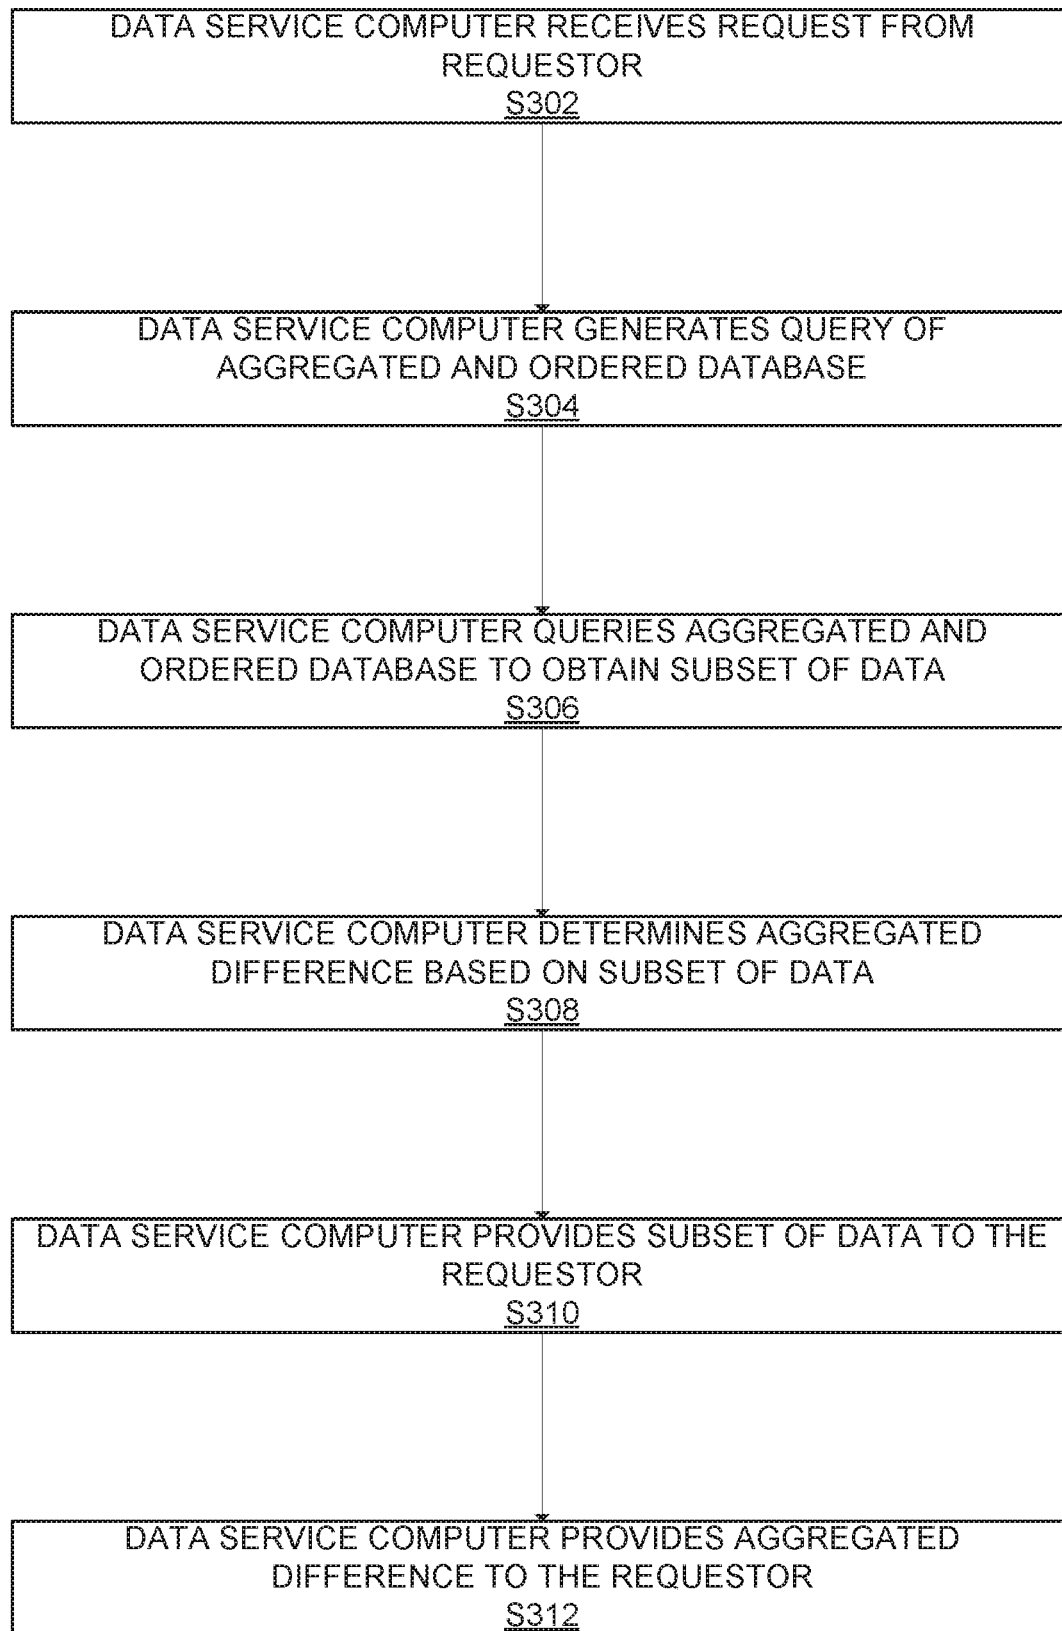 DATA SERVICE COMPUTER RECEIVES REQUEST FROM
REQUESTOR
S302
DATA SERVICE COMPUTER GENERATES QUERY OF
AGGREGATED AND ORDERED DATABASE
S304
DATA SERVICE COMPUTER QUERIES AGGREGATED AND
ORDERED DATABASE TO OBTAIN SUBSET OF DATA
S306
DATA SERVICE COMPUTER DETERMINES AGGREGATED
DIFFERENCE BASED ON SUBSET OF DATA
S308
DATA SERVICE COMPUTER PROVIDES SUBSET OF DATA TO THE
REQUESTOR
S310
DATA SERVICE COMPUTER PROVIDES AGGREGATED
DIFFERENCE TO THE REQUESTOR
S312